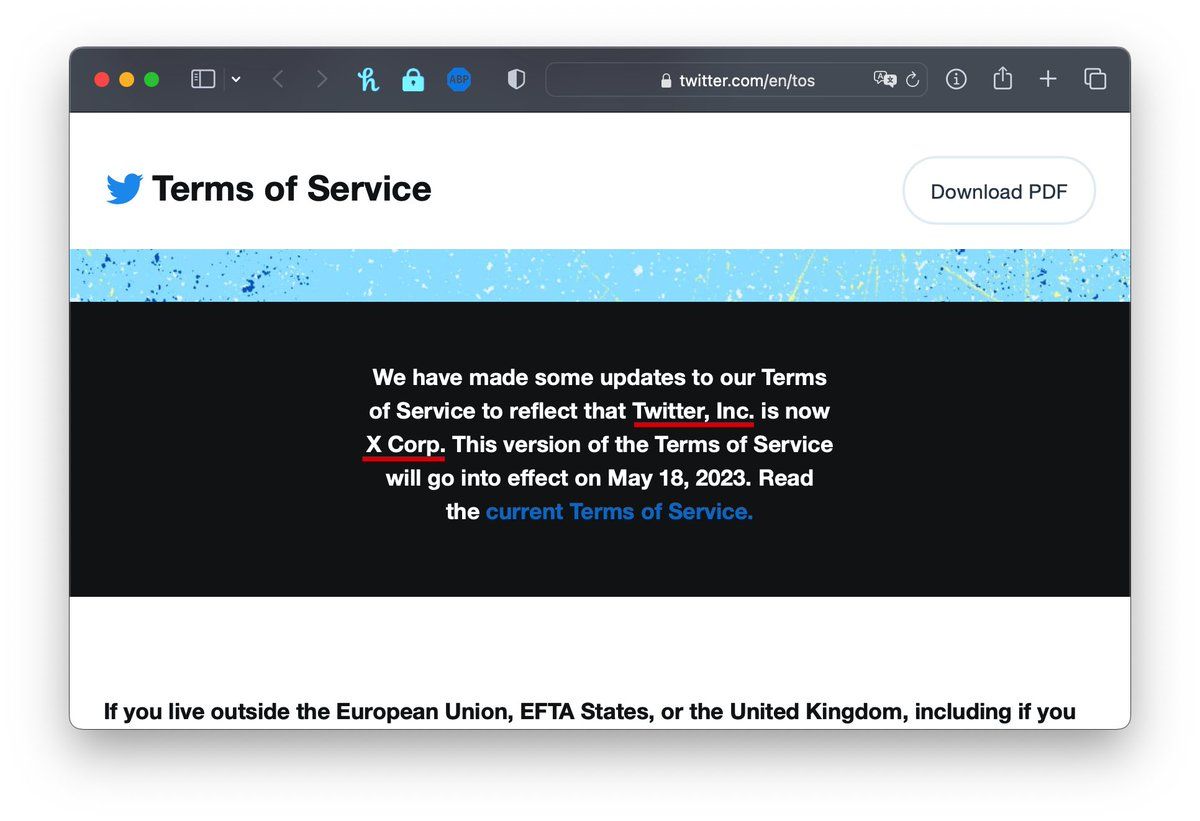 ABP
twitter.com/en/tos
Terms of Service
Download PDF
We have made some updates to our Terms
of Service to reflect that Twitter, Inc. is now
X Corp. This version of the Terms of Service
will go into effect on May 18, 2023. Read
the current Terms of Service.
If you live outside the European Union, EFTA States, or the United Kingdom, including if you